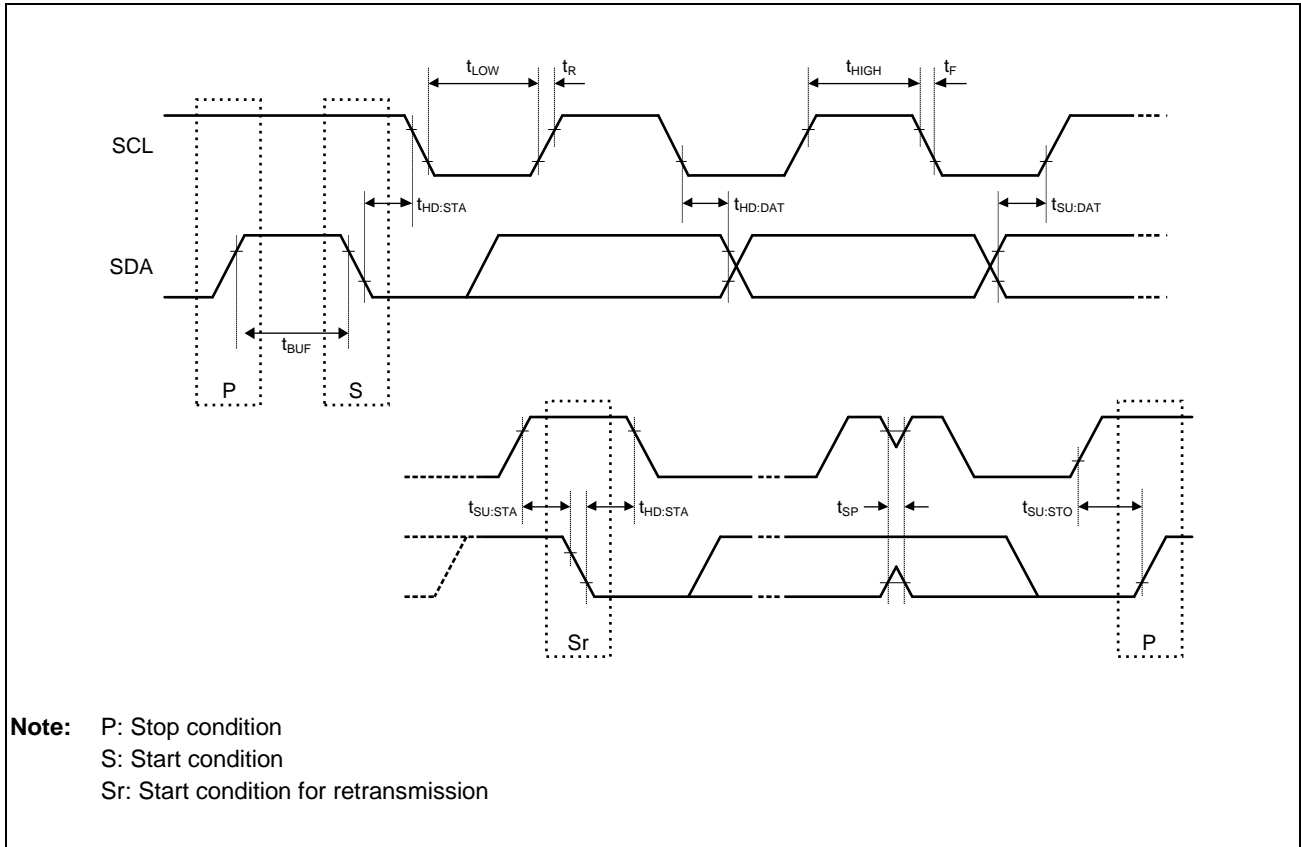 tLOW
tR
tHIGH
tF
SCL
tHD:STA
tHD:DAT
tSU:DAT
SDA
tBUF
P
S
tSU:STA
tHD:STA
tSP
tSU:STO
Sr
P
Note: P: Stop condition
S: Start condition
Sr: Start condition for retransmission